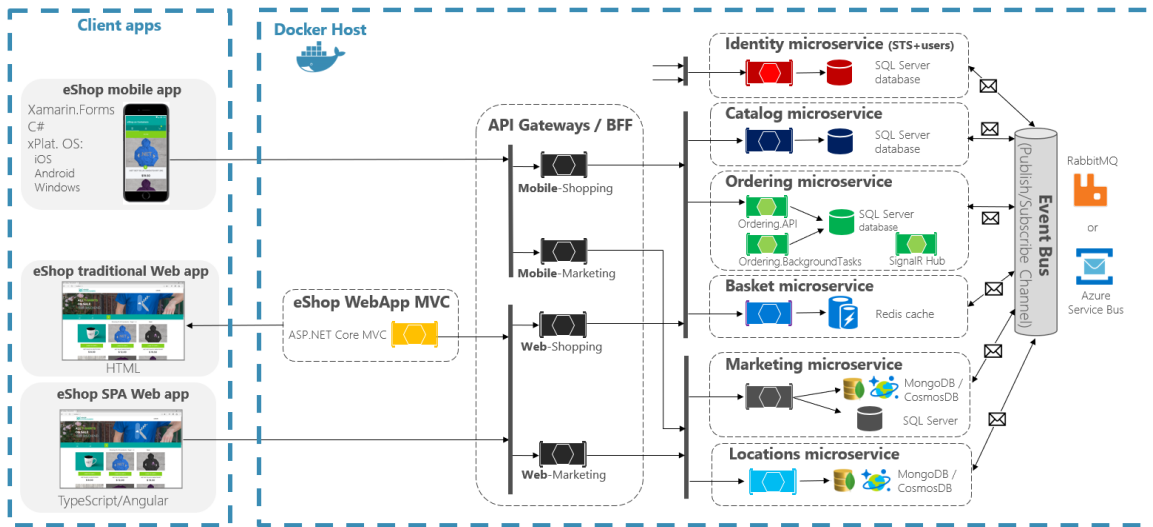 Client apps
eShop mobile app
Xamarin.Forms
C#
xPlat. OS:
iOS
Android
Windows
eShop traditional Web app
HTML
eShop SPA Web app
TypeScript/Angular
Docker Host
eShop WebApp MVC
ASP.NET Core MVC
API Gateways / BFF
Mobile-Shopping
Mobile-Marketing
Web-Shopping
Web-Marketing
Identity microservice (STS+users)
SQL Server
database
Catalog microservice
SQL Server
database
Ordering microservice
Ordering.API
SQL Server
database
Ordering.BackgroundTasks
SignalR Hub
Basket microservice
Redis cache
Marketing microservice
MongoDB /
CosmosDB
SQL Server
Locations microservice
MongoDB /
CosmosDB
Event Bus
(Publish/Subscribe Channel)
RabbitMQ
or
Azure
Service Bus